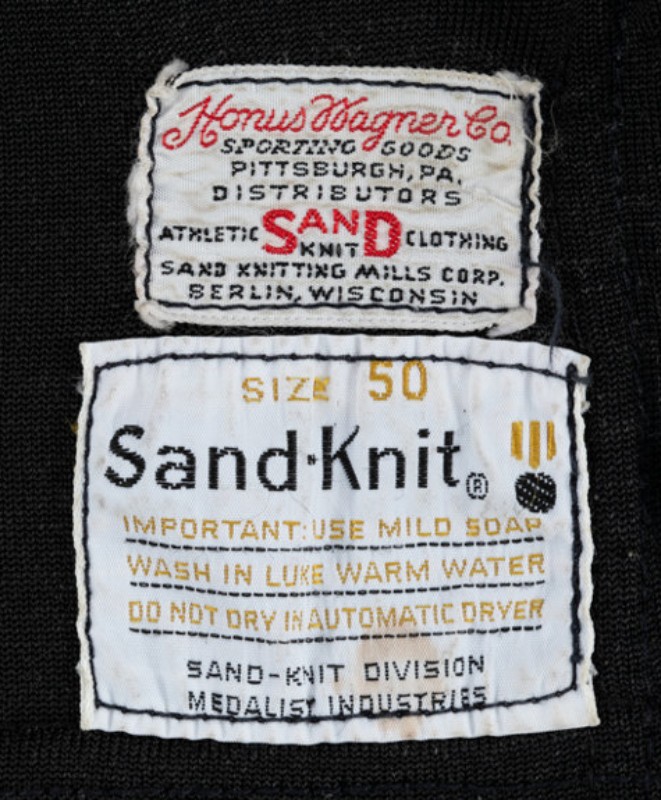 Honus Wagner Co.
SPORTING GOODS
PITTSBURGH, PA.
DISTRIBUTORS
ATHLETIC SAND KNIT CLOTHING
SAND KNITTING MILLS CORP.
BERLIN, WISCONSIN
SIZE 50
Sand·Knit®
IMPORTANT: USE MILD SOAP
WASH IN LUKE WARM WATER
DO NOT DRY IN AUTOMATIC DRYER
SAND-KNIT DIVISION
MEDALIST INDUSTRIES